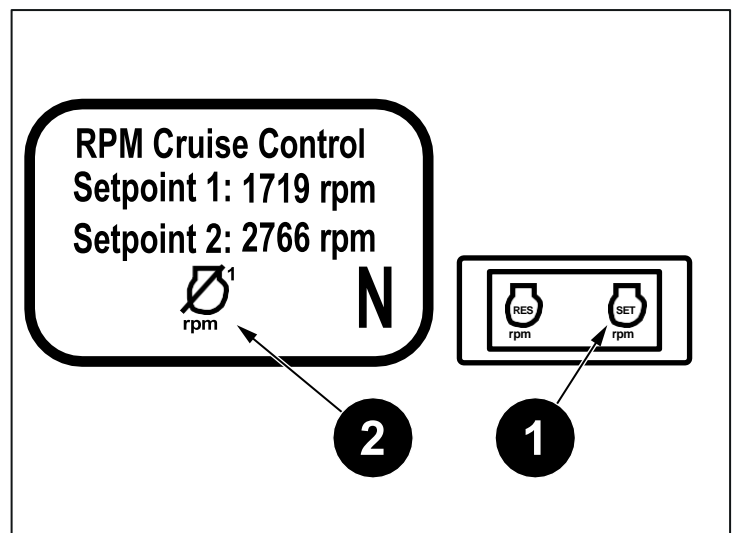 RPM Cruise Control
Setpoint 1: 1719 rpm
Setpoint 2: 2766 rpm
1
rpm
N
RES
rpm
SET
rpm
2
1